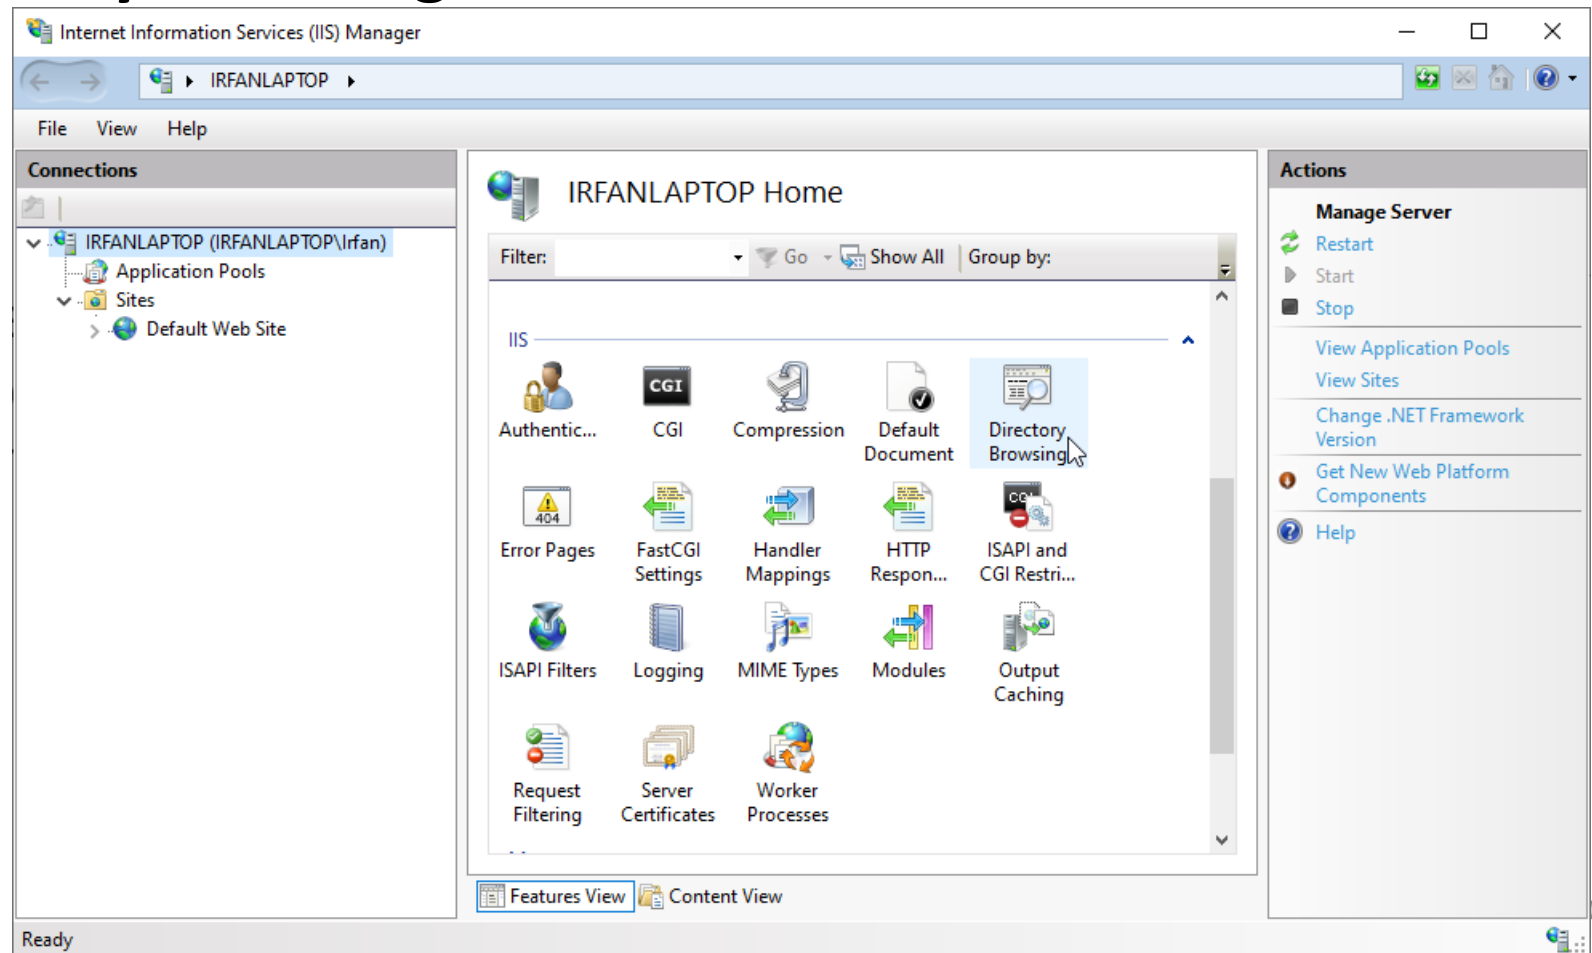 Internet Information Services (IIS) Manager
IRFANLAPTOP
File View Help
Connections
IRFANLAPTOP (IRFANLAPTOP\Irfan)
Application Pools
Sites
Default Web Site
IRFANLAPTOP Home
Filter: Go Show All Group by:
IIS
Authentic...
CGI
CGI
Compression
Default
Document
Directory
Browsing
404
Error Pages
FastCGI
Settings
Handler
Mappings
HTTP
Respon...
ISAPI and
CGI Restri...
ISAPI Filters
Logging
MIME Types
Modules
Output
Caching
Request
Filtering
Server
Certificates
Worker
Processes
Features View Content View
Actions
Manage Server
Restart
Start
Stop
View Application Pools
View Sites
Change .NET Framework
Version
Get New Web Platform
Components
Help
Ready